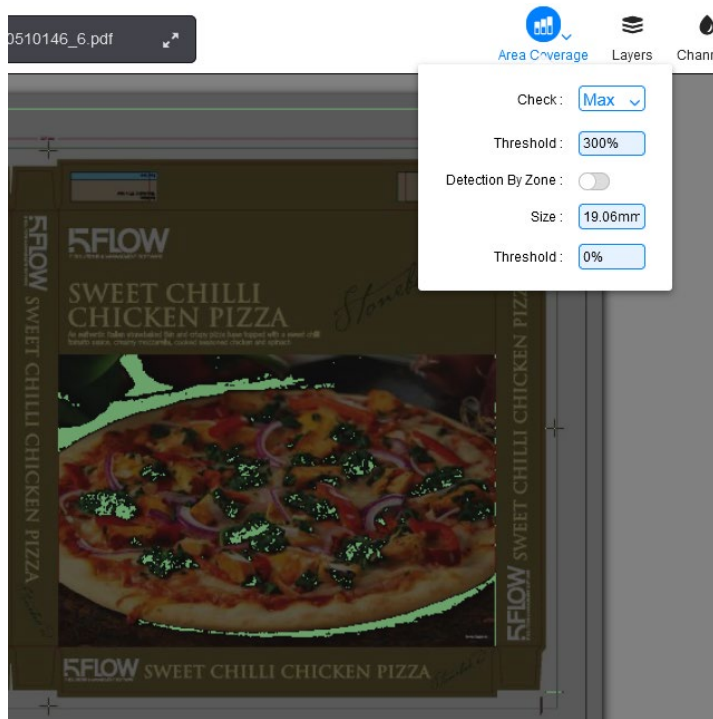 0510146_6.pdf
Area Coverage
Layers
Chann
Check :
Max
Threshold :
300%
Detection By Zone :
Size :
19.06mm
Threshold :
0%
5FLOW
SWEET CHILLI
CHICKEN PIZZA
5FLOW SWEET CHILLI CHICKEN PIZZA
5FLOW SWEET CHILLI CHICKEN PIZZA
5FLOW SWEET CHILLI CHICKEN PIZZA